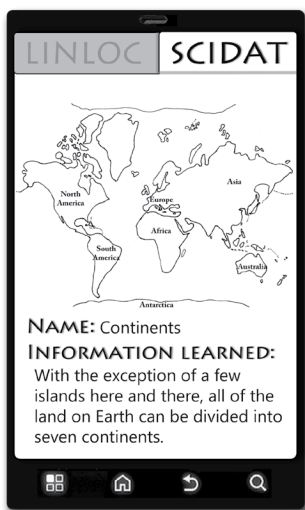 LINLOC
SCIDAT
Asia
North
America
Europe
Africa
South
America
Australia
Antarctica
NAME: Continents
INFORMATION LEARNED:
With the exception of a few
islands here and there, all of the
land on Earth can be divided into
seven continents.